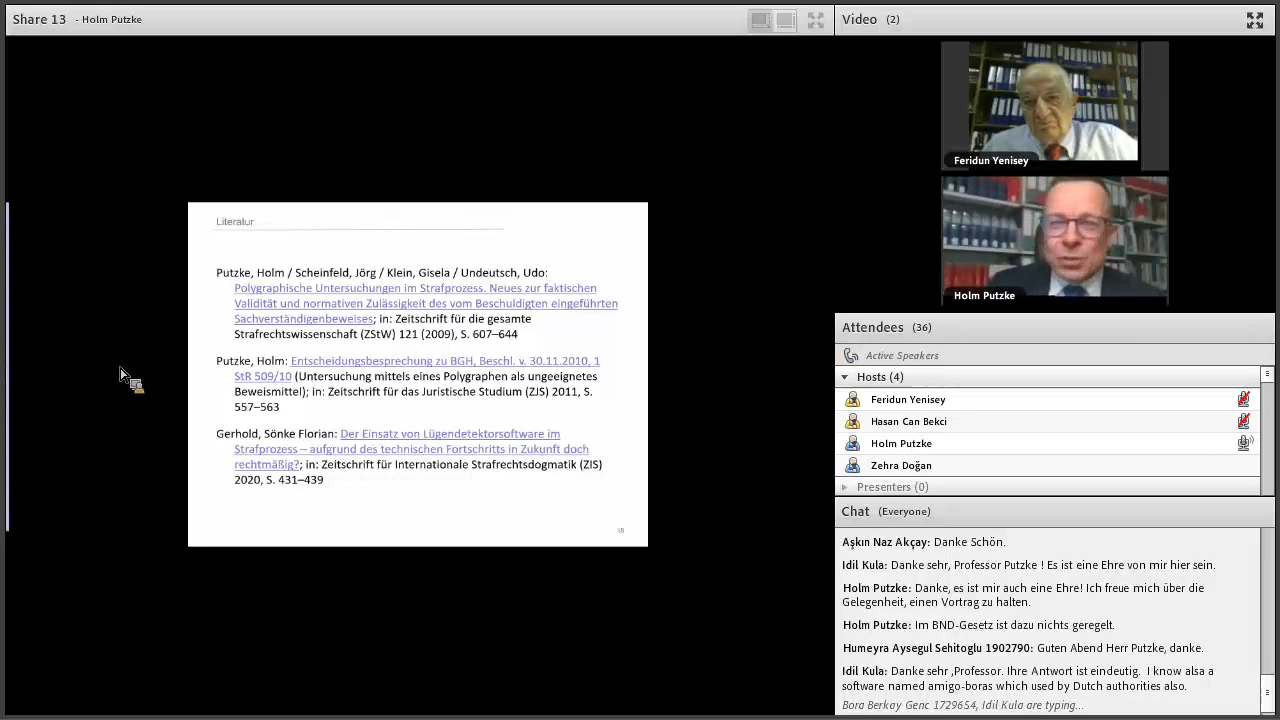 Share 13 - Holm Putzke
Literatur
Putzke, Holm / Scheinfeld, Jörg / Klein, Gisela / Undeutsch, Udo:
Polygraphische Untersuchungen im Strafprozess. Neues zur faktischen
Validität und normativen Zulässigkeit des vom Beschuldigten eingeführten
Sachverständigenbeweises; in: Zeitschrift für die gesamte
Strafrechtswissenschaft (ZStW) 121 (2009), S. 607–644
Putzke, Holm: Entscheidungsbesprechung zu BGH, Beschl. v. 30.11.2010, 1
StR 509/10 (Untersuchung mittels eines Polygraphen als ungeeignetes
Beweismittel); in: Zeitschrift für das Juristische Studium (ZJS) 2011, S.
557–563
Gerhold, Sönke Florian: Der Einsatz von Lügendetektorsoftware im
Strafprozess – aufgrund des technischen Fortschritts in Zukunft doch
rechtmäßig?; in: Zeitschrift für Internationale Strafrechtsdogmatik (ZIS)
2020, S. 431–439
Video (2)
Feridun Yenisey
Holm Putzke
Attendees (36)
Active Speakers
Hosts (4)
Feridun Yenisey
Hasan Can Bekci
Holm Putzke
Zehra Doğan
Presenters (0)
Chat (Everyone)
Aşkın Naz Akçay: Danke Schön.
Idil Kula: Danke sehr, Professor Putzke ! Es ist eine Ehre von mir hier sein.
Holm Putzke: Danke, es ist mir auch eine Ehre! Ich freue mich über die
Gelegenheit, einen Vortrag zu halten.
Holm Putzke: Im BND-Gesetz ist dazu nichts geregelt.
Humeyra Aysegul Sehitoglu 1902790: Guten Abend Herr Putzke, danke.
Idil Kula: Danke sehr ,Professor. Ihre Antwort ist eindeutig. I know alsa a
software named amigo-boras which used by Dutch authorities also.
Bora Berkay Genc 1729654, Idil Kula are typing...